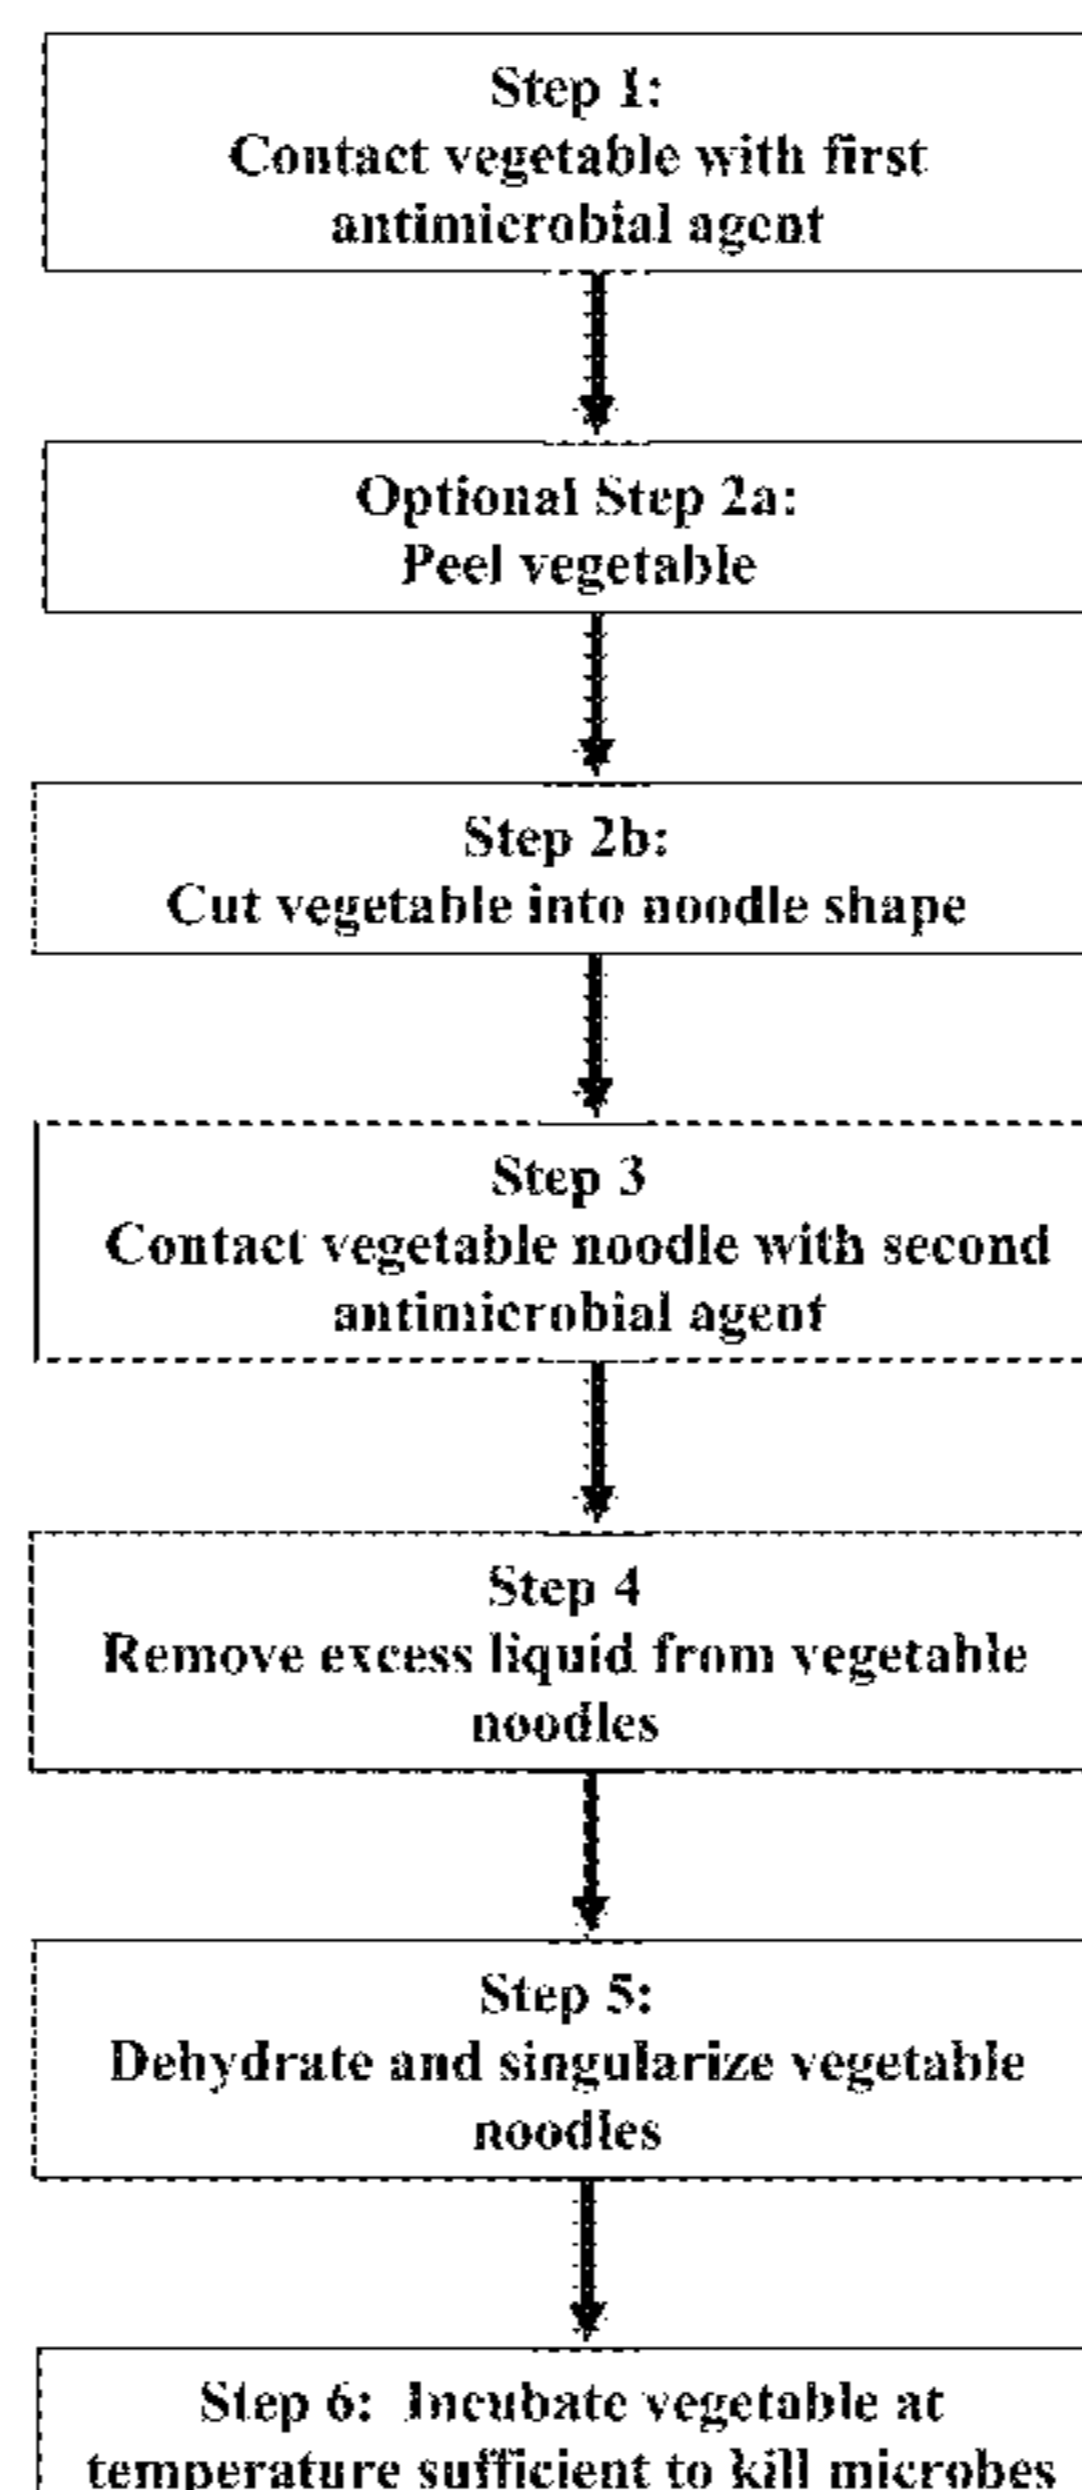 Step 1:
Contact vegetable with first
antimicrobial agent
Optional Step 2a:
Peel vegetable
Step 2b:
Cut vegetable into noodle shape
Step 3
Contact vegetable noodle with second
antimicrobial agent
Step 4
Remove excess liquid from vegetable
noodles
Step 5:
Dehydrate and singularize vegetable
noodles
Step 6: Incubate vegetable at
temperature sufficient to kill microbes